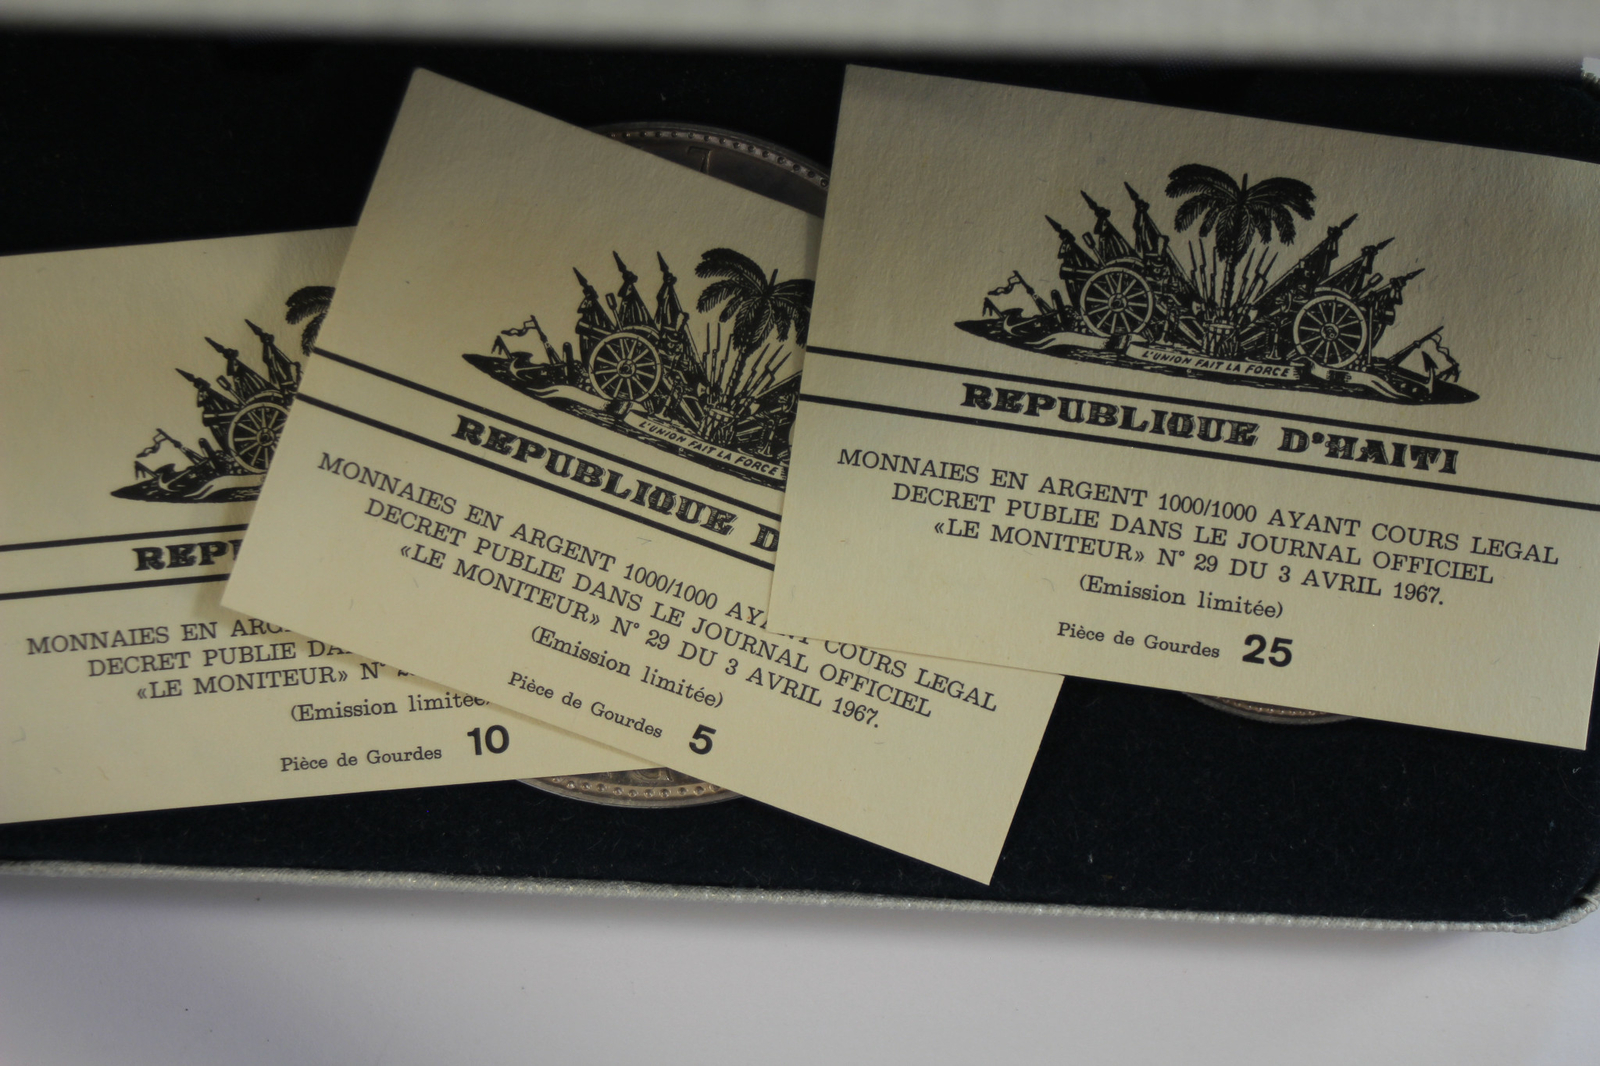 REP
MONNAIES EN ARG
DECRET PUBLIE DA
«LE MONITEUR» N°
(Emission limitée
Pièce de Gourdes 10
L'UNION FAIT LA FORCE
REPUBLIQUE D
MONNAIES EN ARGENT 1000/1000 AYANT COURS LEGAL
DECRET PUBLIE DANS LE JOURNAL OFFICIEL
«LE MONITEUR» N° 29 DU 3 AVRIL 1967.
(Emission limitée)
Pièce de Gourdes 5
L'UNION FAIT LA FORCE
REPUBLIQUE D'HAITI
MONNAIES EN ARGENT 1000/1000 AYANT COURS LEGAL
DECRET PUBLIE DANS LE JOURNAL OFFICIEL
«LE MONITEUR» N° 29 DU 3 AVRIL 1967.
(Emission limitée)
Pièce de Gourdes 25